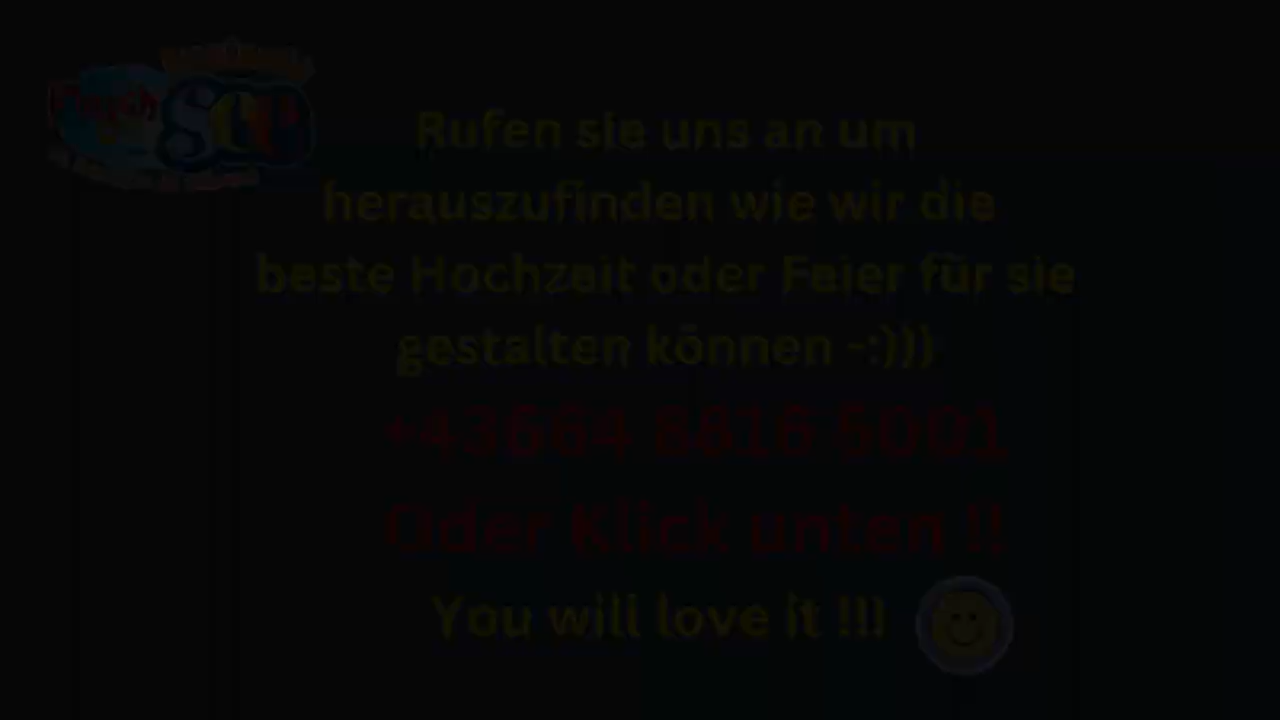 Rufen sie uns an um
herauszufinden wie wir die
beste Hochzeit oder Feier für sie
gestalten können -:)))
+43664 8816 5001
Oder Klick unten !!
You will love it !!!